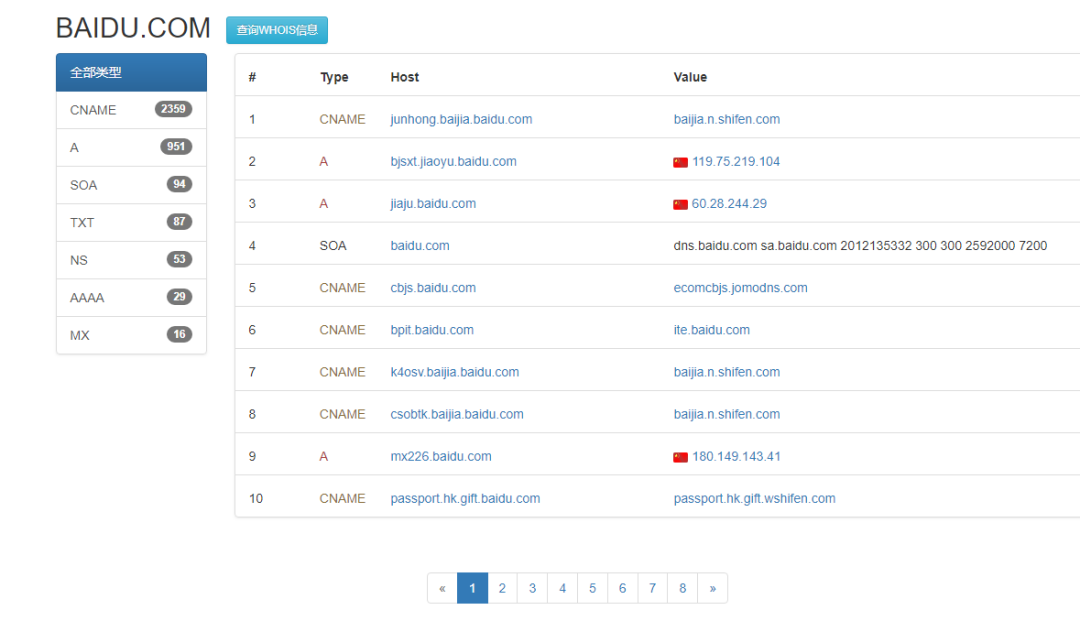 BAIDU.COM 查询WHOIS信息
全部类型
CNAME 2359
A 951
SOA 94
TXT 87
NS 53
AAAA 29
MX 16
# Type Host Value
1 CNAME junhong.baijia.baidu.com baijia.n.shifen.com
2 A bjsxt.jiaoyu.baidu.com 119.75.219.104
3 A jiaju.baidu.com 60.28.244.29
4 SOA baidu.com dns.baidu.com sa.baidu.com 2012135332 300 300 2592000 7200
5 CNAME cbjs.baidu.com ecomcbjs.jomodns.com
6 CNAME bpit.baidu.com ite.baidu.com
7 CNAME k4osv.baijia.baidu.com baijia.n.shifen.com
8 CNAME csobtk.baijia.baidu.com baijia.n.shifen.com
9 A mx226.baidu.com 180.149.143.41
10 CNAME passport.hk.gift.baidu.com passport.hk.gift.wshifen.com
« 1 2 3 4 5 6 7 8 »